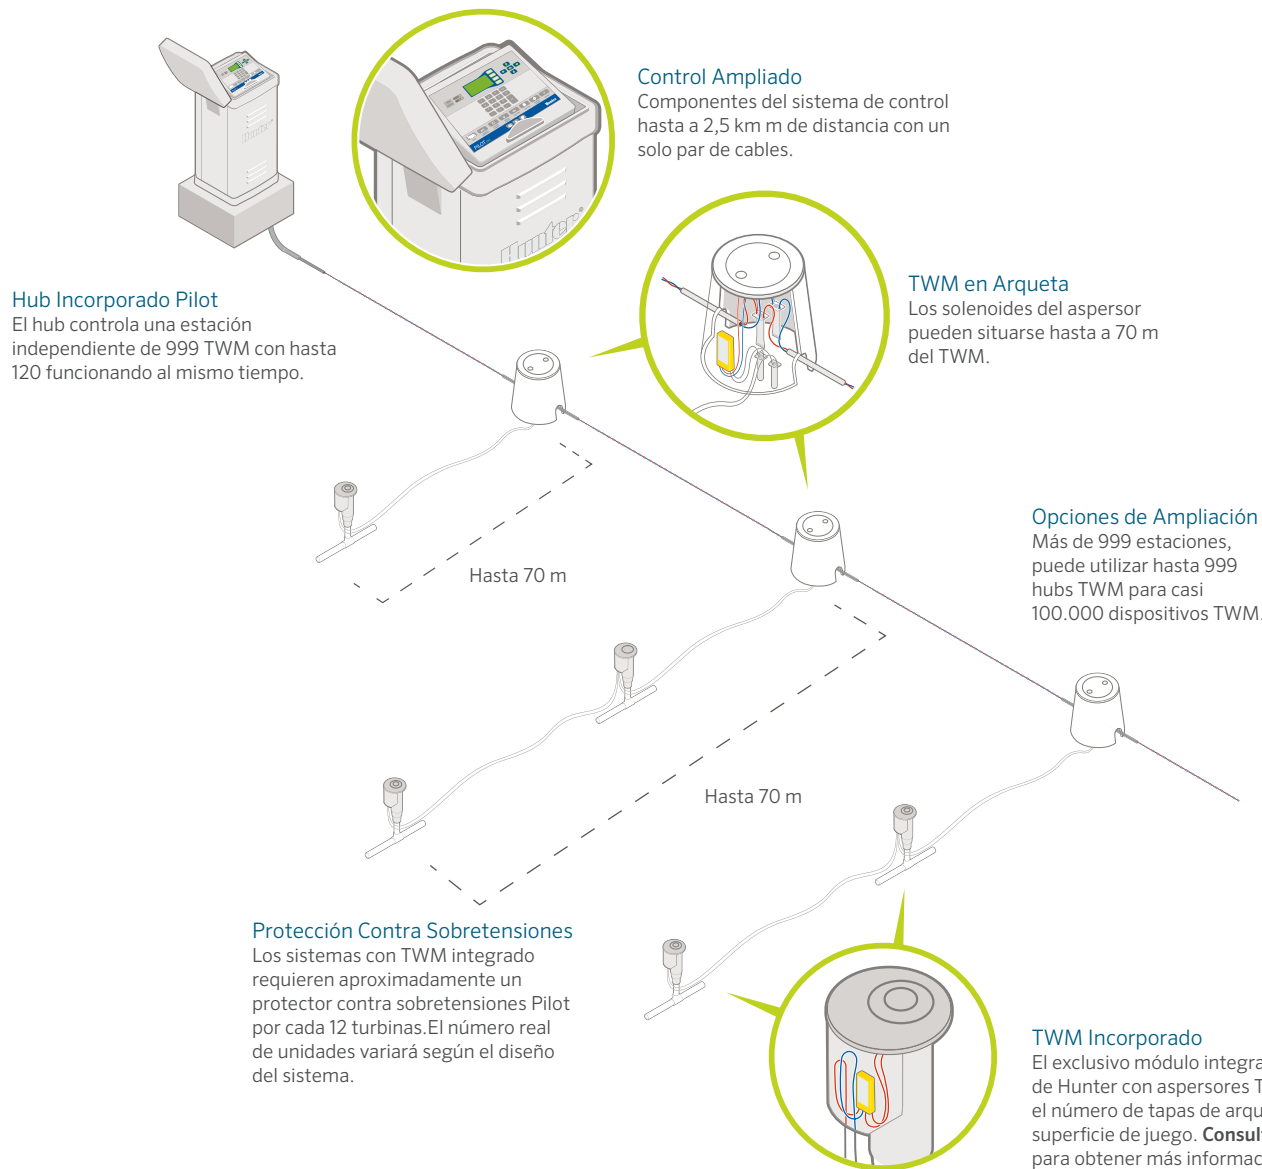 Control Ampliado
Componentes del sistema de control
hasta a 2,5 km m de distancia con un
solo par de cables.
Hub Incorporado Pilot
El hub controla una estación
independiente de 999 TWM con hasta
120 funcionando al mismo tiempo.
TWM en Arqueta
Los solenoides del aspersor
pueden situarse hasta a 70 m
del TWM.
Opciones de Ampliación
Más de 999 estaciones,
puede utilizar hasta 999
hubs TWM para casi
100.000 dispositivos TWM.
Hasta 70 m
Hasta 70 m
Protección Contra Sobretensiones
Los sistemas con TWM integrado
requieren aproximadamente un
protector contra sobretensiones Pilot
por cada 12 turbinas.El número real
de unidades variará según el diseño
del sistema.
TWM Incorporado
El exclusivo módulo integra
de Hunter con aspersores T
el número de tapas de arqu
superficie de juego. Consul
para obtener más informac
Hunter
PILOT